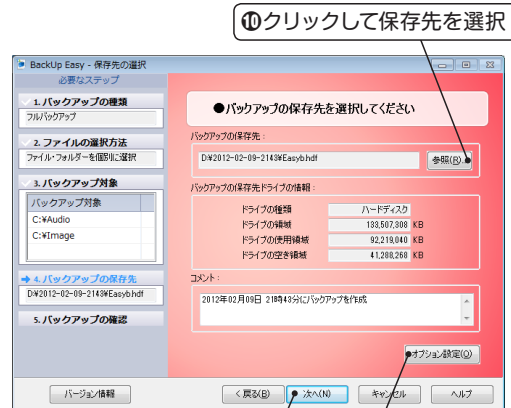 ❿クリックして保存先を選択
BackUp Easy - 保存先の選択
必要なステップ
1. バックアップの種類
フルバックアップ
2. ファイルの選択方法
ファイル・フォルダーを個別に選択
3. バックアップ対象
バックアップ対象
C:¥Audio
C:¥Image
4. バックアップの保存先
D:¥2012-02-09-2143¥Easyb.hdf
5. バックアップの確認
●バックアップの保存先を選択してください
バックアップの保存先 :
D:¥2012-02-09-2143¥Easyb.hdf
参照(R)
バックアップの保存先ドライブの情報 :
ドライブの種類 ハードディスク
ドライブの領域 133,507,308 KB
ドライブの使用領域 92,219,040 KB
ドライブの空き領域 41,288,268 KB
コメント :
2012年02月09日 21時43分にバックアップを作成
オプション設定(O)
バージョン情報 < 戻る(B) 次へ(N) キャンセル ヘルプ